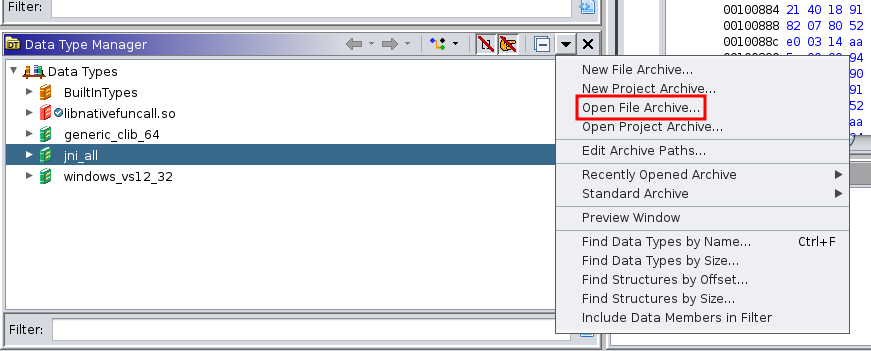 Filter:
Data Type Manager
Data Types
BuiltInTypes
libnativefuncall.so
generic_clib_64
jni_all
windows_vs12_32
Filter:
00100884 21 40 18 91
00100888 82 07 80 52
0010088c e0 03 14 aa
New File Archive...
New Project Archive...
Open File Archive...
Open Project Archive...
Edit Archive Paths...
Recently Opened Archive
Standard Archive
Preview Window
Find Data Types by Name... Ctrl+F
Find Data Types by Size...
Find Structures by Offset...
Find Structures by Size...
Include Data Members in Filter